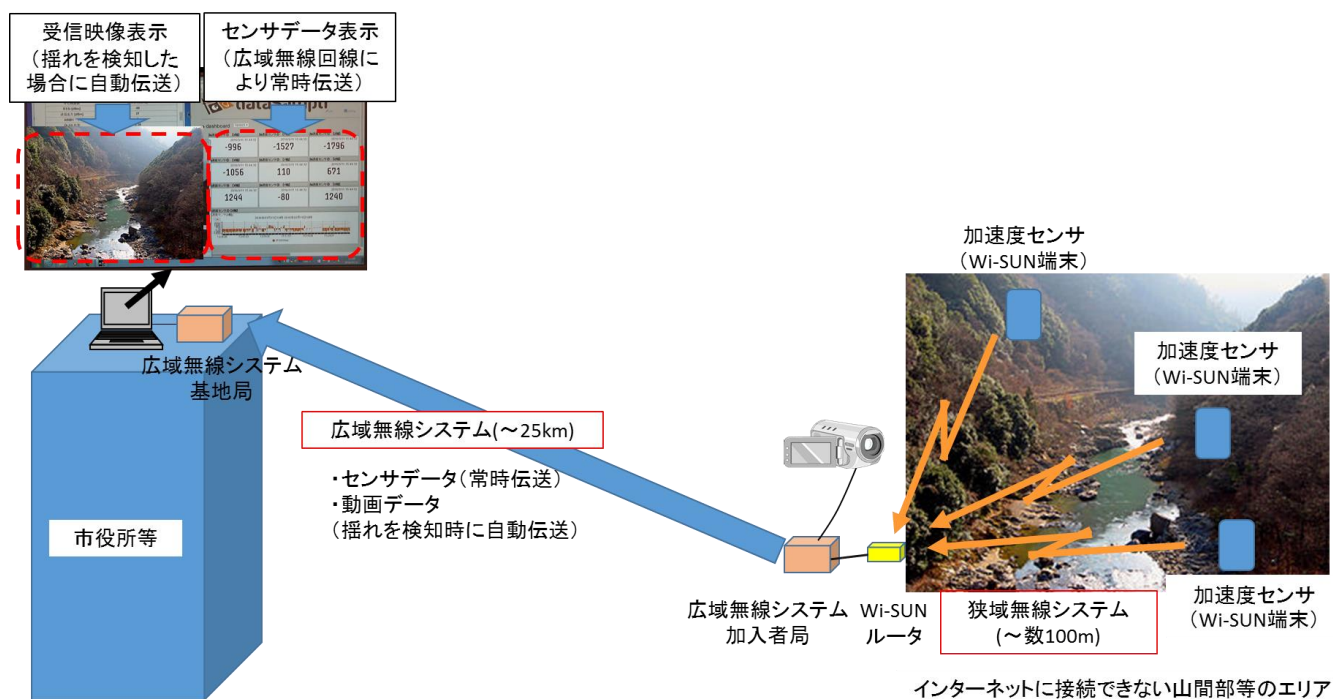 受信映像表示
(揺れを検知した
場合に自動伝送)
センサデータ表示
(広域無線回線に
より常時伝送)
-996
-1527
-1796
-1056
110
671
1244
-80
1240
広域無線システム
基地局
市役所等
広域無線システム(~25km)
・センサデータ(常時伝送)
・動画データ
(揺れを検知時に自動伝送)
広域無線システム
加入者局
Wi-SUN
ルータ
加速度センサ
(Wi-SUN端末)
加速度センサ
(Wi-SUN端末)
加速度センサ
(Wi-SUN端末)
狭域無線システム
(~数100m)
インターネットに接続できない山間部等のエリア